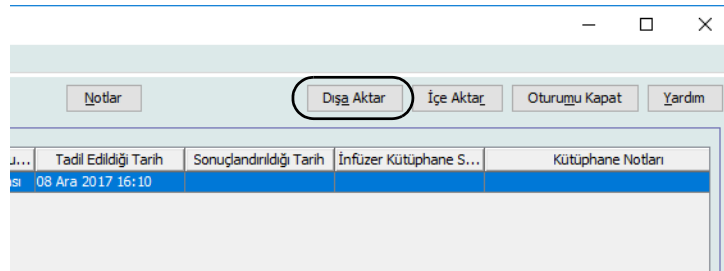 Notlar Dışa Aktar İçe Aktar Oturumu Kapat Yardım
u... Tadil Edildiği Tarih Sonuçlandırıldığı Tarih İnfüzer Kütüphane S... Kütüphane Notları
ası 08 Ara 2017 16:10